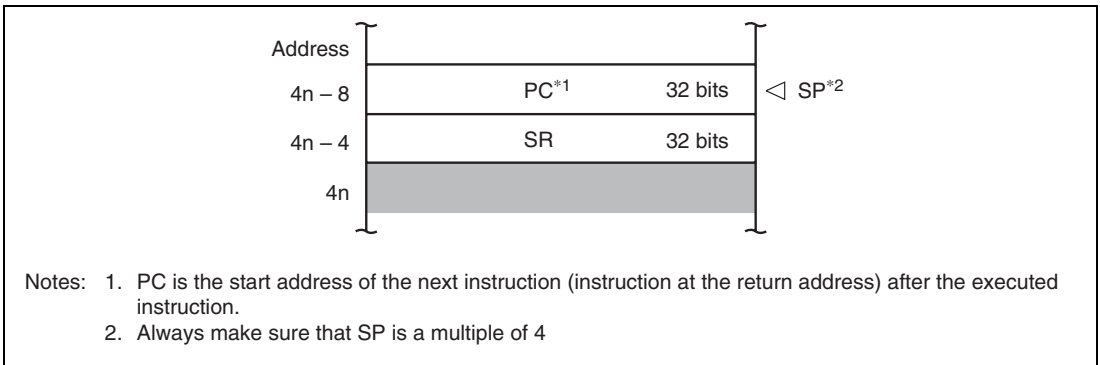 Address
4n – 8 PC*1 32 bits ◁ SP*2
4n – 4 SR 32 bits
4n
Notes: 1. PC is the start address of the next instruction (instruction at the return address) after the executed
instruction.
2. Always make sure that SP is a multiple of 4